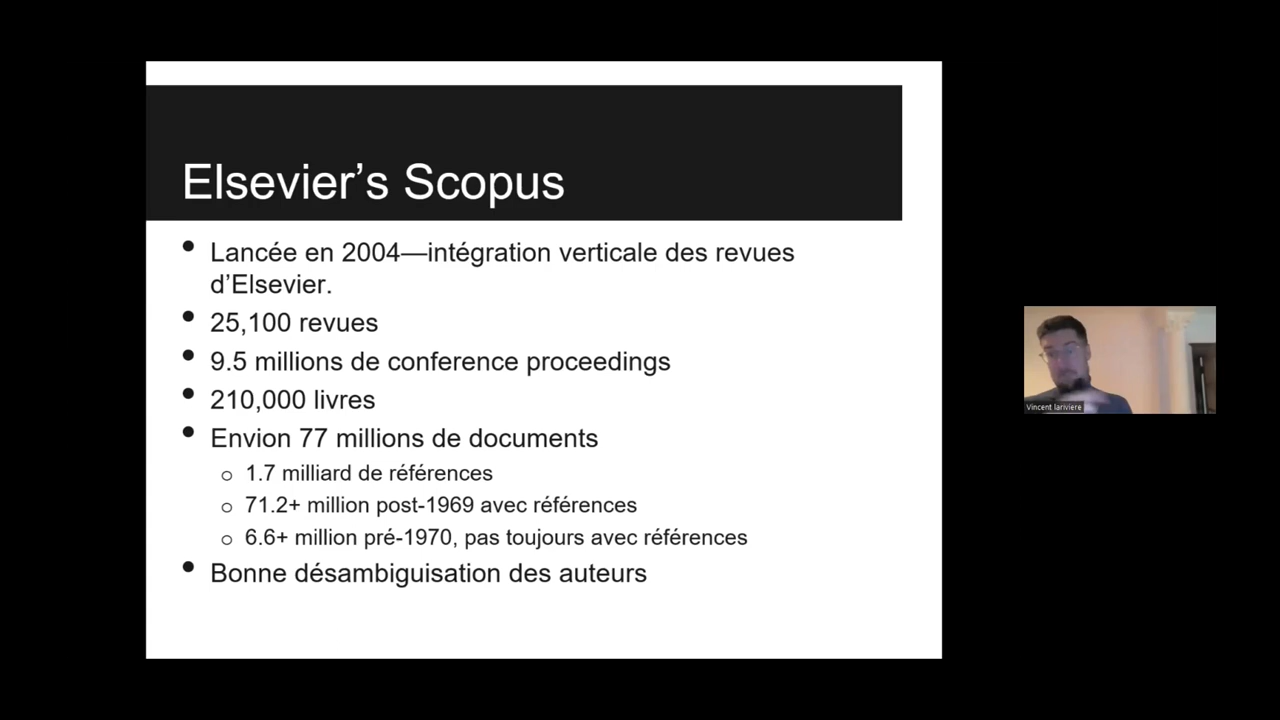 Elsevier’s Scopus
• Lancée en 2004—intégration verticale des revues
d’Elsevier.
• 25,100 revues
• 9.5 millions de conference proceedings
• 210,000 livres
• Envion 77 millions de documents
o 1.7 milliard de références
o 71.2+ million post-1969 avec références
o 6.6+ million pré-1970, pas toujours avec références
• Bonne désambiguisation des auteurs
Vincent lariviere